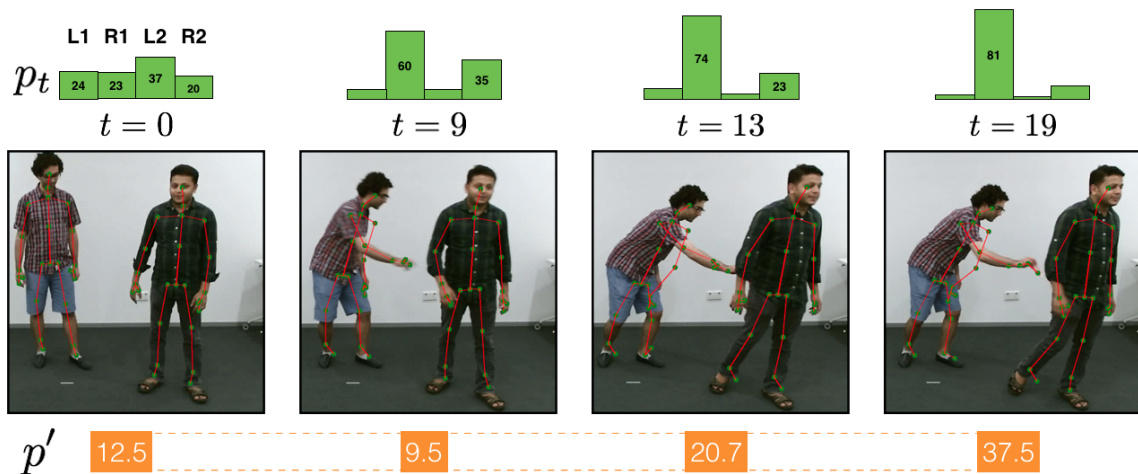 L1 R1 L2 R2
p_t 24 23 37 20 60 35 74 23 81
t = 0 t = 9 t = 13 t = 19
p′ 12.5 9.5 20.7 37.5